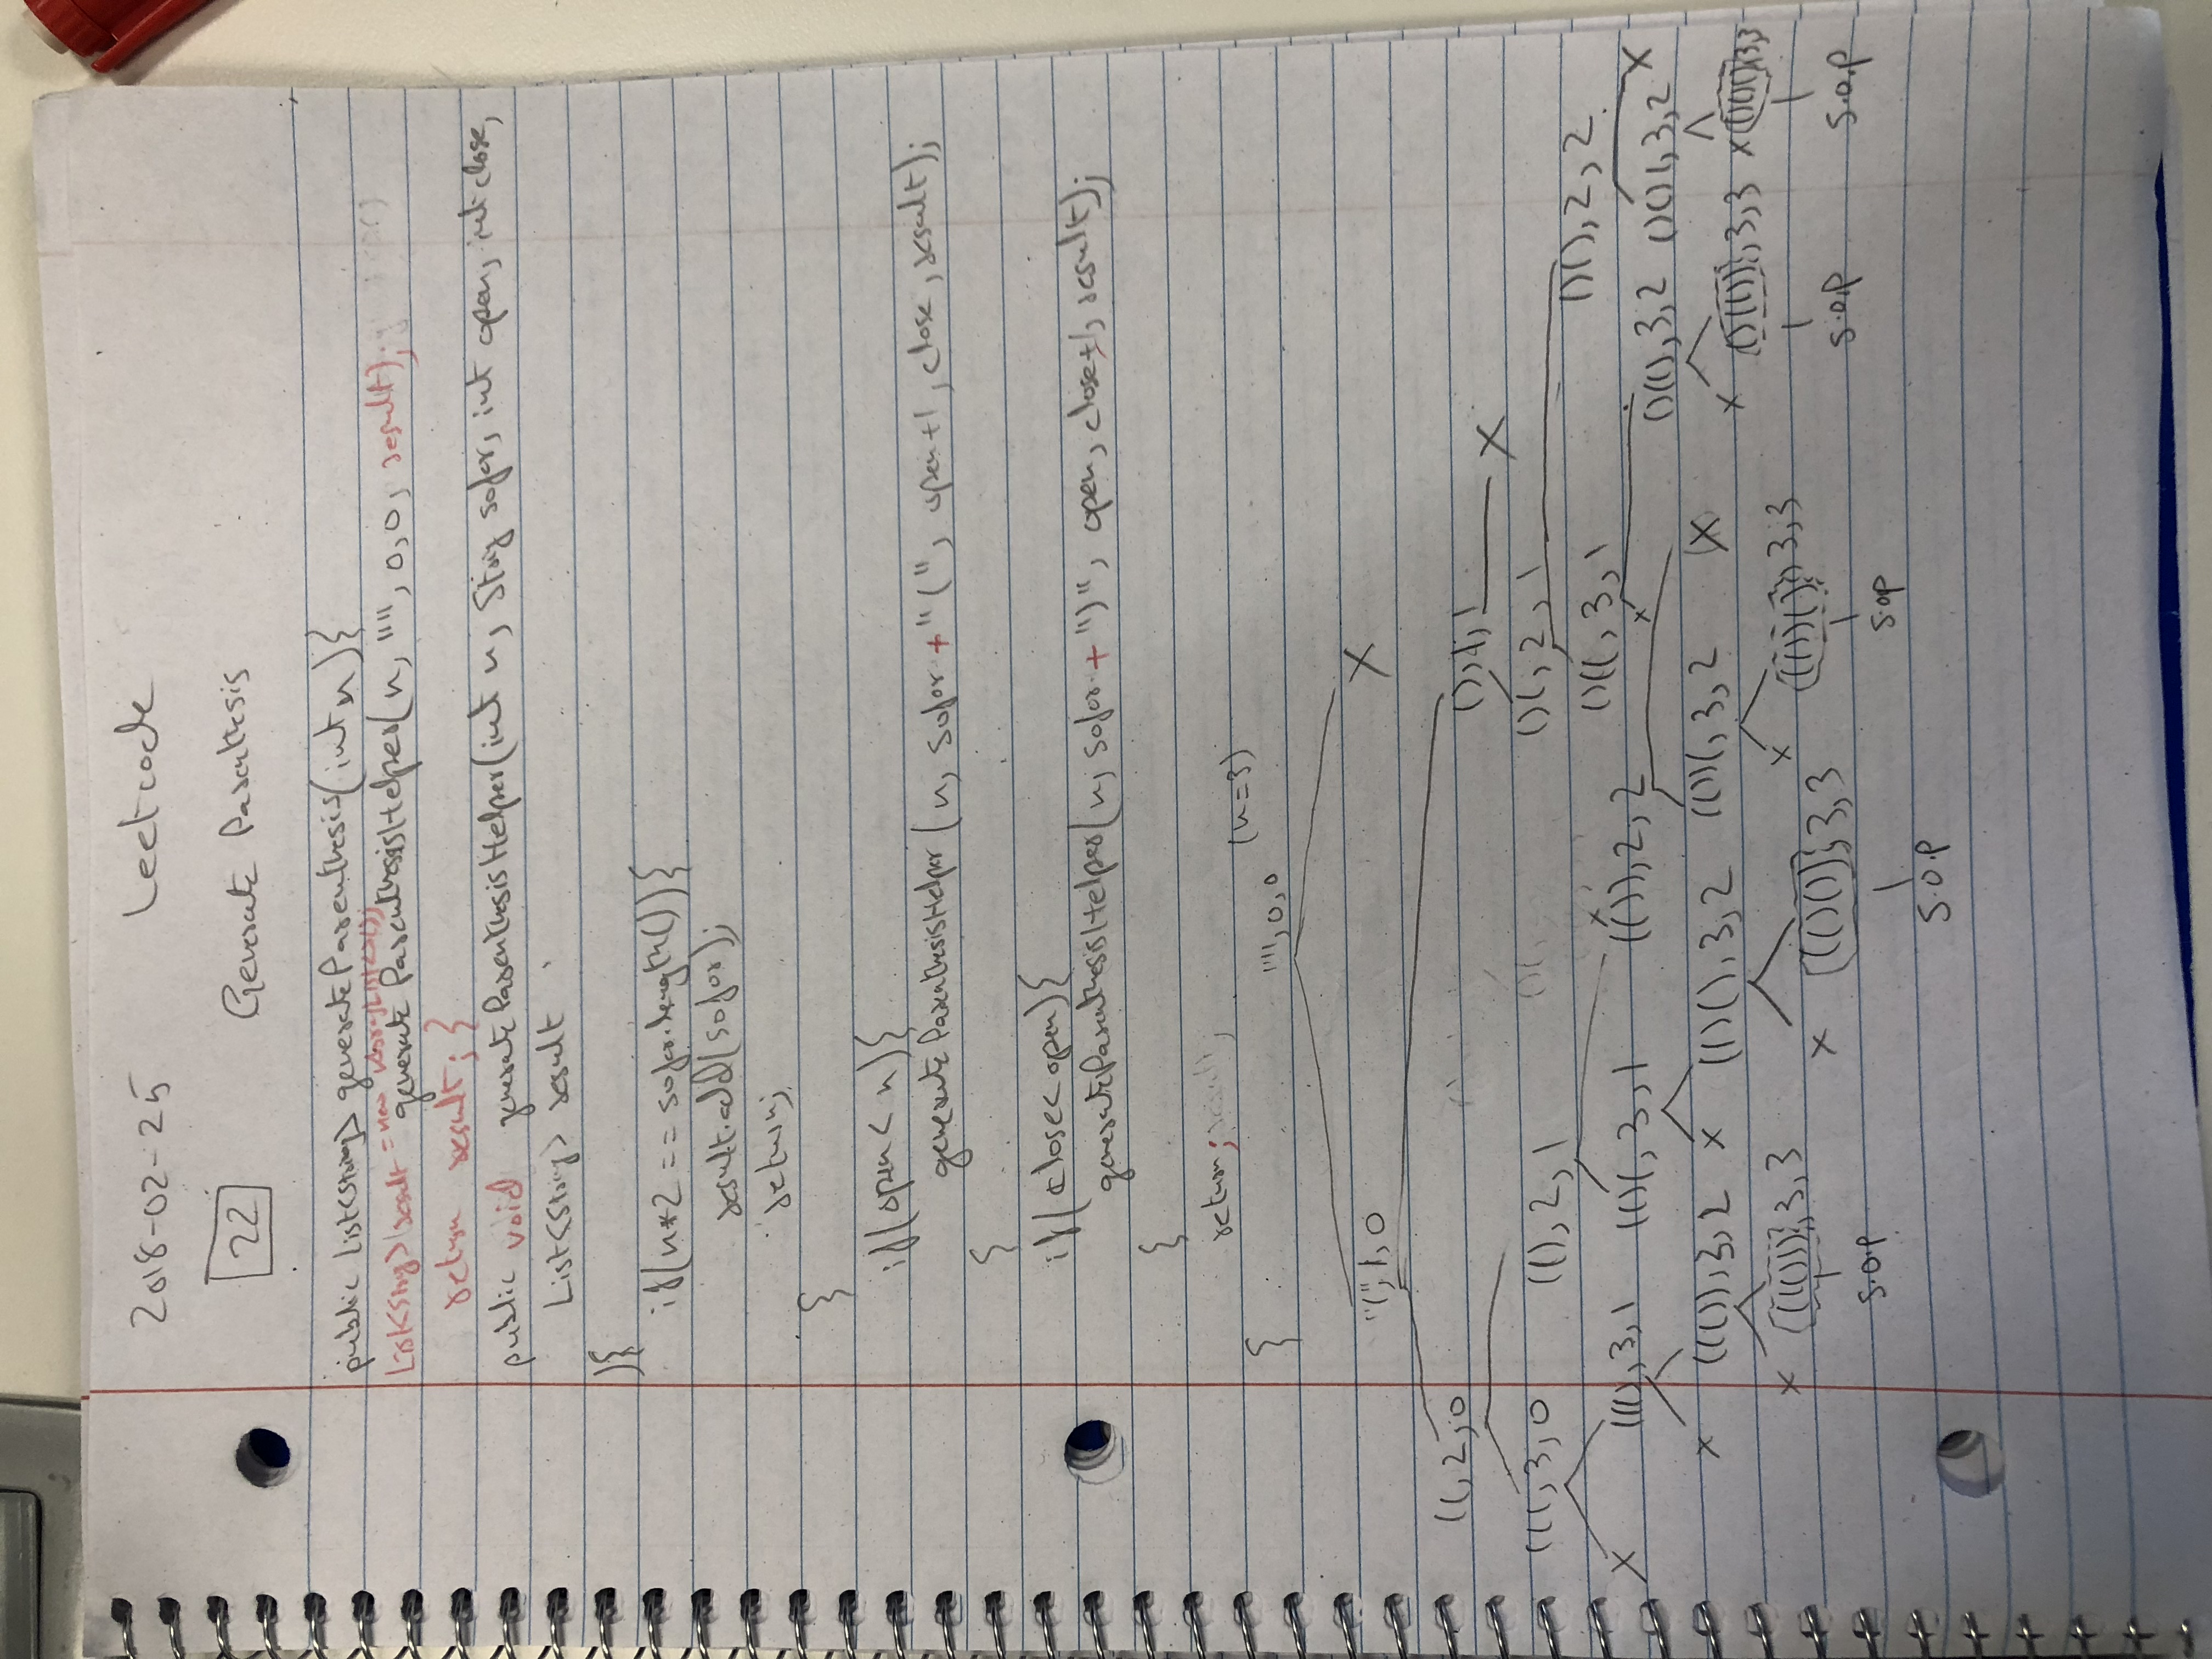 2018-02-25 Leetcode
22 Generate Parenthesis
public List<String> generateParenthesis(int n){
List<String> result = new ArrayList<>();
generateParenthesisHelper(n, "", 0,0, result);
return result; }
public void generateParenthesisHelper(int n, String sofar, int open, int close,
List<String> result
){
if(n*2 == sofar.length()){
result.add(sofar);
return;
}
if(open < n){
generateParenthesisHelper(n, sofar + "(", open+1, close, result);
}
if(close<open){
generateParenthesisHelper(n, sofar + ")", open, close+1, result);
}
return;
}
(n=3)
"",0,0
"(",1,0 X
((,2,0 (),1,1 X
(((,3,0 ((),2,1 ()(,2,1
X (((),3,1 (()(,3,1 (()),2,2 ()((,3,1 ()(),2,2
X ()((),3,2 ()()(,3,2 X
X ((()),3,2 X (()(),3,2 (())(,3,2 X
X ()(()),3,3 X ()()(),3,3
X ((())),3,3 X (()()),3,3 X (())(),3,3
S.O.P S.O.P S.O.P S.O.P
S.O.P